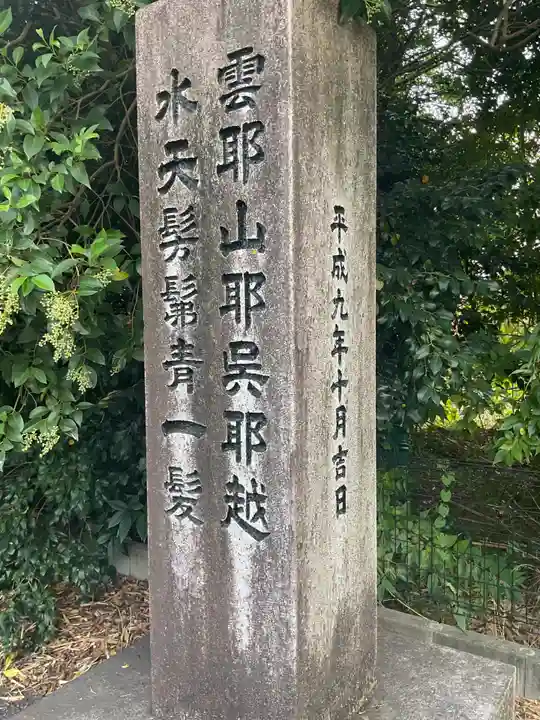 雲耶山耶呉耶越
水天髣髴青一髪
平成九年十月吉日